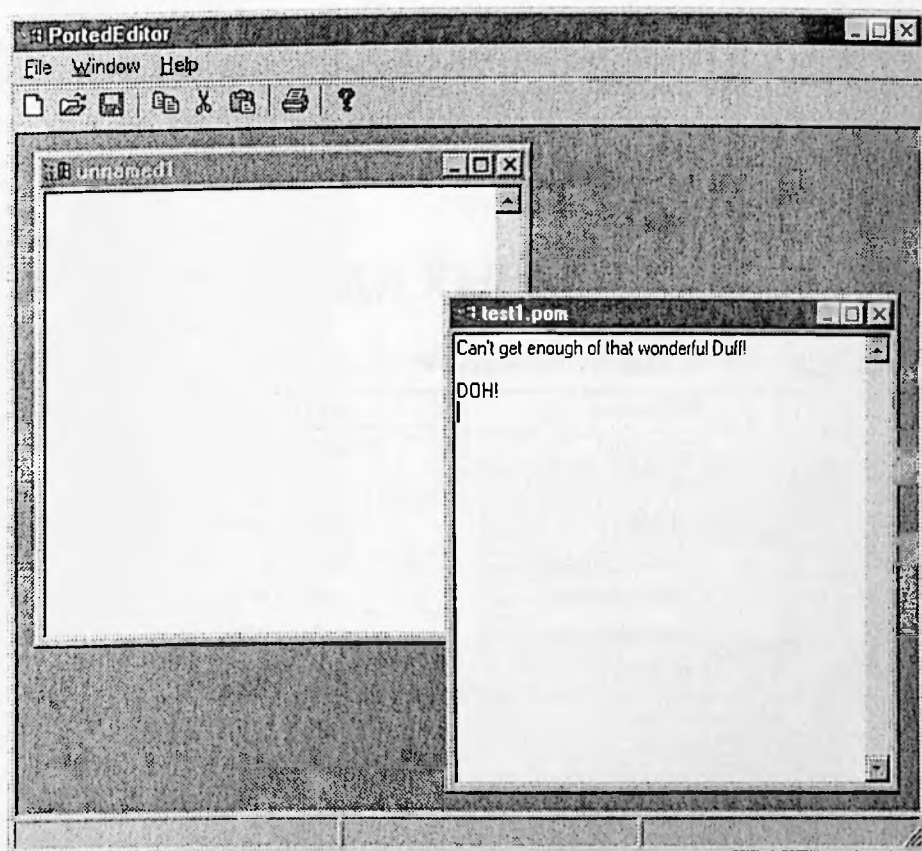 PortedEditor
File Window Help
unnamed1
test1.pom
Can't get enough of that wonderful Duff!
DOH!